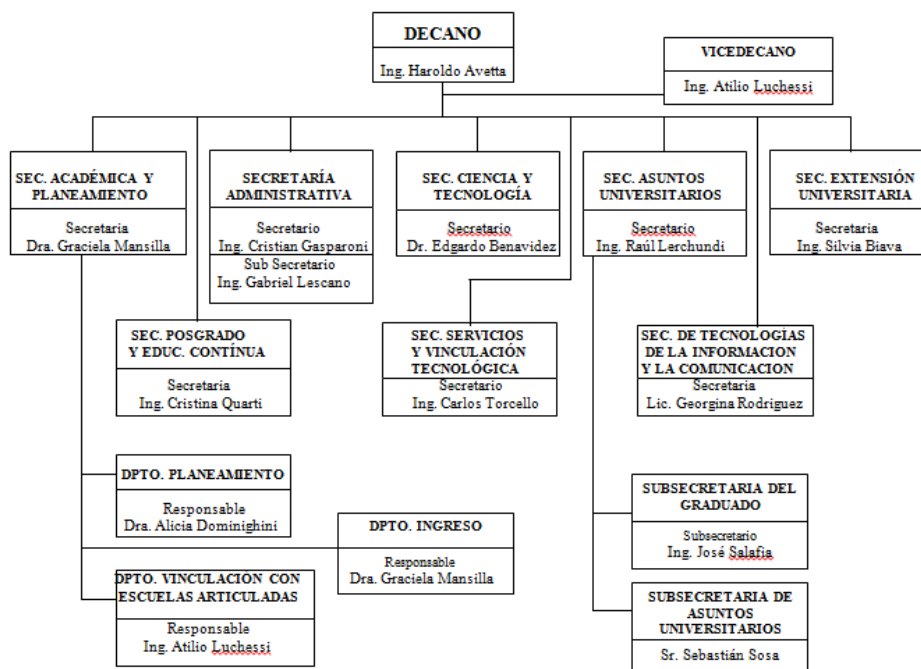 DECANO
Ing. Haroldo Avetta
VICEDECANO
Ing. Atilio Luchessi
SEC. ACADÉMICA Y
PLANEAMIENTO
Secretaria
Dra. Graciela Mansilla
SECRETARÍA
ADMINISTRATIVA
Secretario
Ing. Cristian Gasparoni
Sub Secretario
Ing. Gabriel Lescano
SEC. CIENCIA Y
TECNOLOGÍA
Secretario
Dr. Edgardo Benavidez
SEC. ASUNTOS
UNIVERSITARIOS
Secretario
Ing. Raúl Lerchundi
SEC. EXTENSIÓN
UNIVERSITARIA
Secretaria
Ing. Silvia Biava
SEC. POSGRADO
Y EDUC. CONTÍNUA
Secretaria
Ing. Cristina Quarti
SEC. SERVICIOS
Y VINCULACIÓN
TECNOLÓGICA
Secretario
Ing. Carlos Torcello
SEC. DE TECNOLOGÍAS
DE LA INFORMACION
Y LA COMUNICACION
Secretaria
Lic. Georgina Rodriguez
DPTO. PLANEAMIENTO
Responsable
Dra. Alicia Dominighini
DPTO. INGRESO
Responsable
Dra. Graciela Mansilla
DPTO. VINCULACIÓN CON
ESCUELAS ARTICULADAS
Responsable
Ing. Atilio Luchessi
SUBSECRETARIA DEL
GRADUADO
Subsecretario
Ing. José Salafia
SUBSECRETARIA DE
ASUNTOS
UNIVERSITARIOS
Sr. Sebastián Sosa